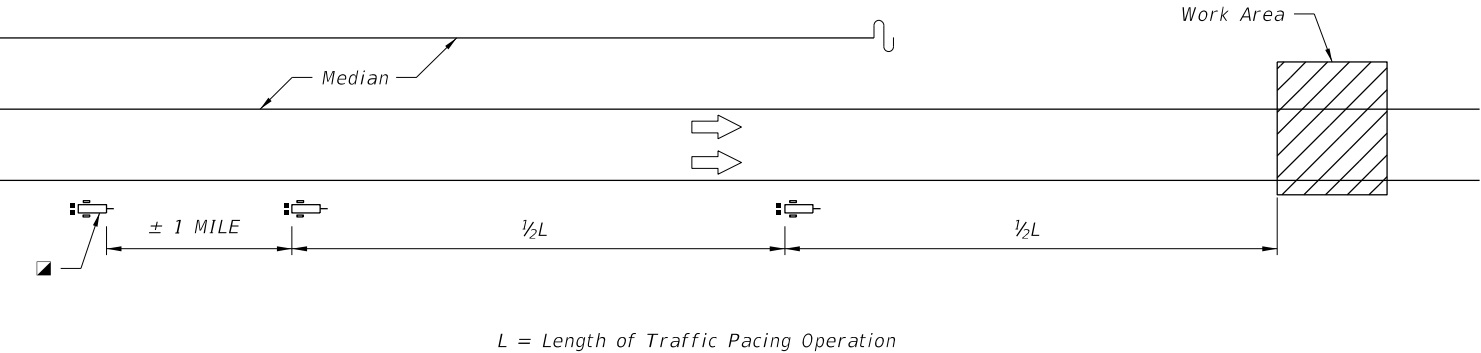 Work Area
Median
± 1 MILE
½L
½L
L = Length of Traffic Pacing Operation